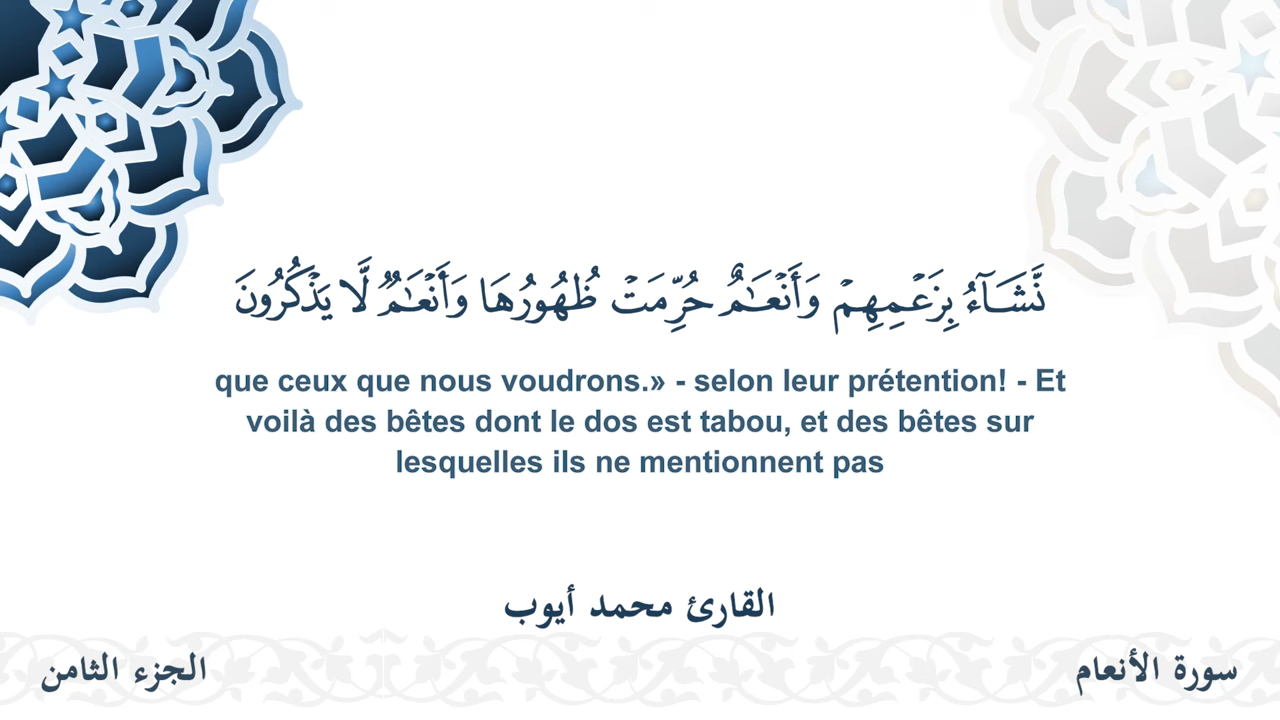 نَّشَآءُ بِزَعْمِهِمْ وَأَنْعَـٰمٌ حُرِّمَتْ ظُهُورُهَا وَأَنْعَـٰمٌ لَّا يَذْكُرُونَ
que ceux que nous voudrons.» - selon leur prétention! - Et
voilà des bêtes dont le dos est tabou, et des bêtes sur
lesquelles ils ne mentionnent pas
القارئ محمد أيوب
سورة الأنعام
الجزء الثامن